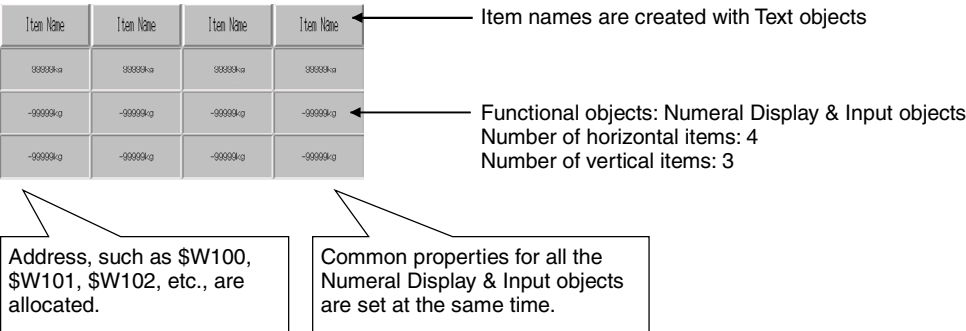 Item Name Item Name Item Name Item Name
Item names are created with Text objects
99999kg 99999kg 99999kg 99999kg
-99999kg -99999kg -99999kg -99999kg
Functional objects: Numeral Display & Input objects
Number of horizontal items: 4
Number of vertical items: 3
-99999kg -99999kg -99999kg -99999kg
Address, such as $W100,
$W101, $W102, etc., are
allocated.
Common properties for all the
Numeral Display & Input objects
are set at the same time.